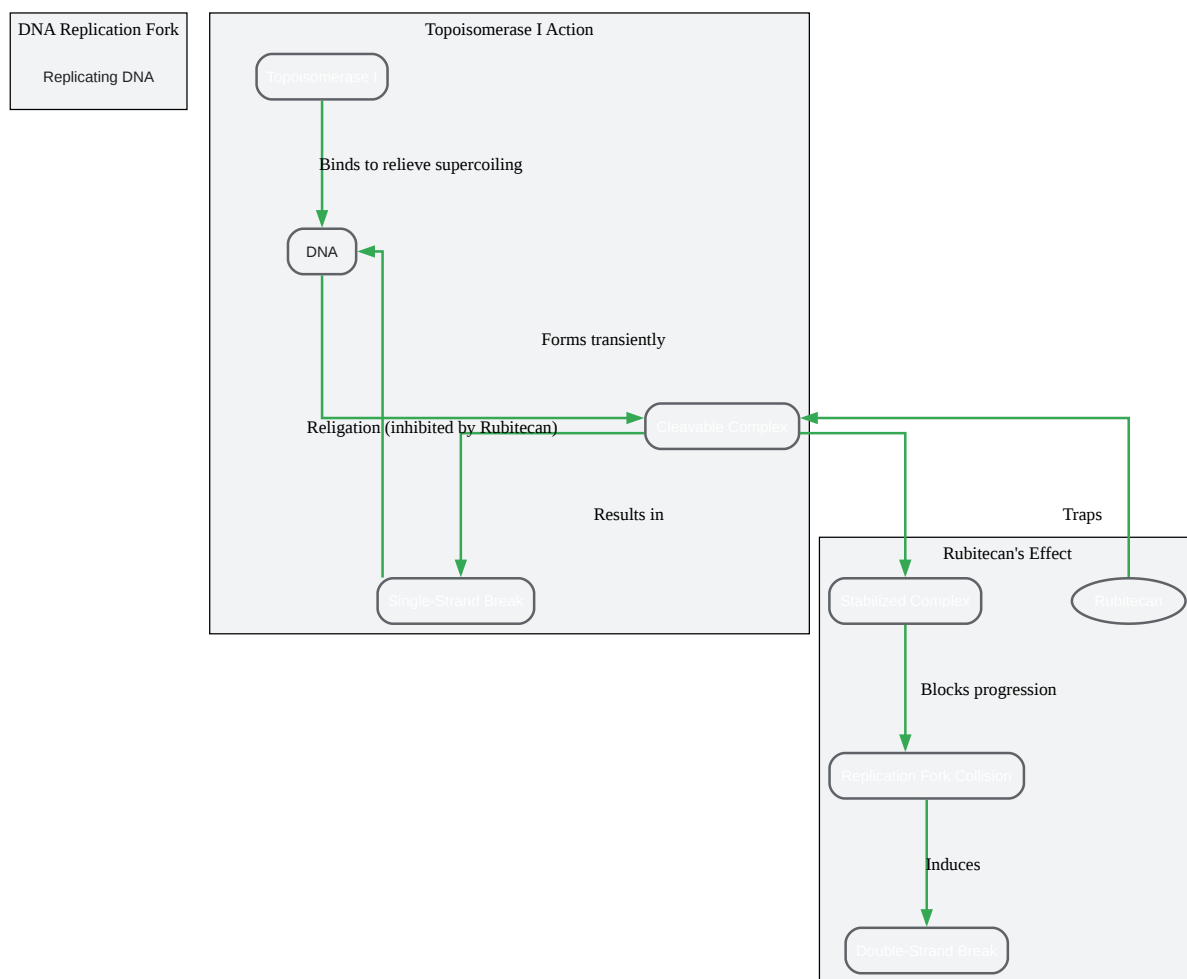 DNA Replication Fork
Replicating DNA
Topoisomerase I Action
Topoisomerase I
Binds to relieve supercoiling
DNA
Forms transiently
Cleavable Complex
Religation (inhibited by Rubitecan)
Results in
Single-Strand Break
Traps
Rubitecan's Effect
Stabilized Complex
Rubitecan
Blocks progression
Replication Fork Collision
Induces
Double-Strand Break